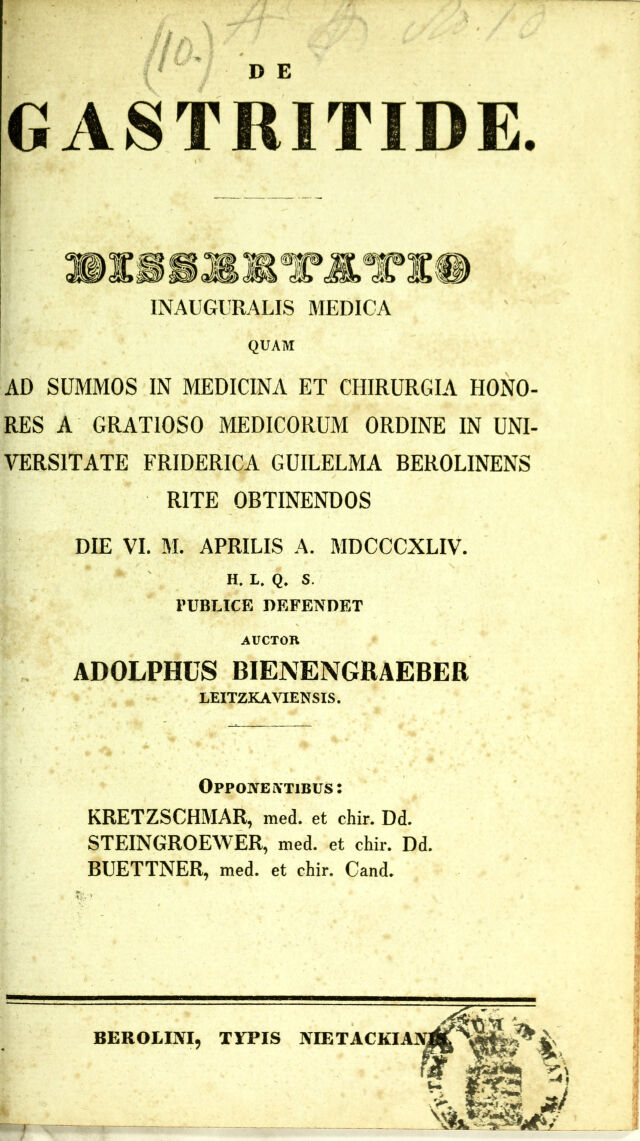 (10.)
DE
GASTRITIDE.
DISSERTATIO
INAUGURALIS MEDICA
QUAM
AD SUMMOS IN MEDICINA ET CHIRURGIA HONO-
RES A GRATIOSO MEDICORUM ORDINE IN UNI-
VERSITATE FRIDERICA GUILELMA BEROLINENS
RITE OBTINENDOS
DIE VI. M. APRILIS A. MDCCCXLIV.
H. L. Q. S.
PUBLICE DEFENDET
AUCTOR
ADOLPHUS BIENENGRAEBER
LEITZKAVIENSIS.
OPPONENTIBUS:
KRETZSCHMAR, med. et chir. Dd.
STEINGROEWER, med. et chir. Dd.
BUETTNER, med. et chir. Cand.
BEROLINI, TYPIS NIETACKIANIS.